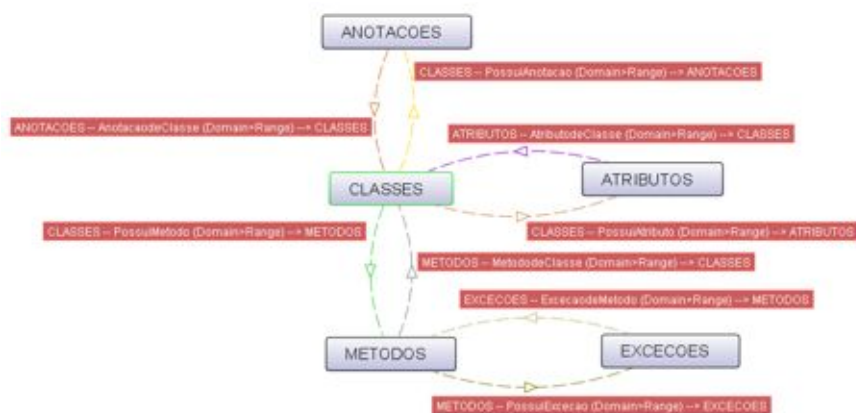 ANOTACOES
CLASSES -- PossuiAnotacao (Domain>Range) --> ANOTACOES
ANOTACOES -- AnotacaodeClasse (Domain>Range) --> CLASSES
ATRIBUTOS -- AtributodeClasse (Domain>Range) --> CLASSES
CLASSES
ATRIBUTOS
CLASSES -- PossuiMetodo (Domain>Range) --> METODOS
CLASSES -- PossuiAtributo (Domain>Range) --> ATRIBUTOS
METODOS -- MetododeClasse (Domain>Range) --> CLASSES
EXCECOES -- ExcecaodeMetodo (Domain>Range) --> METODOS
METODOS
EXCECOES
METODOS -- PossuiExcecao (Domain>Range) --> EXCECOES